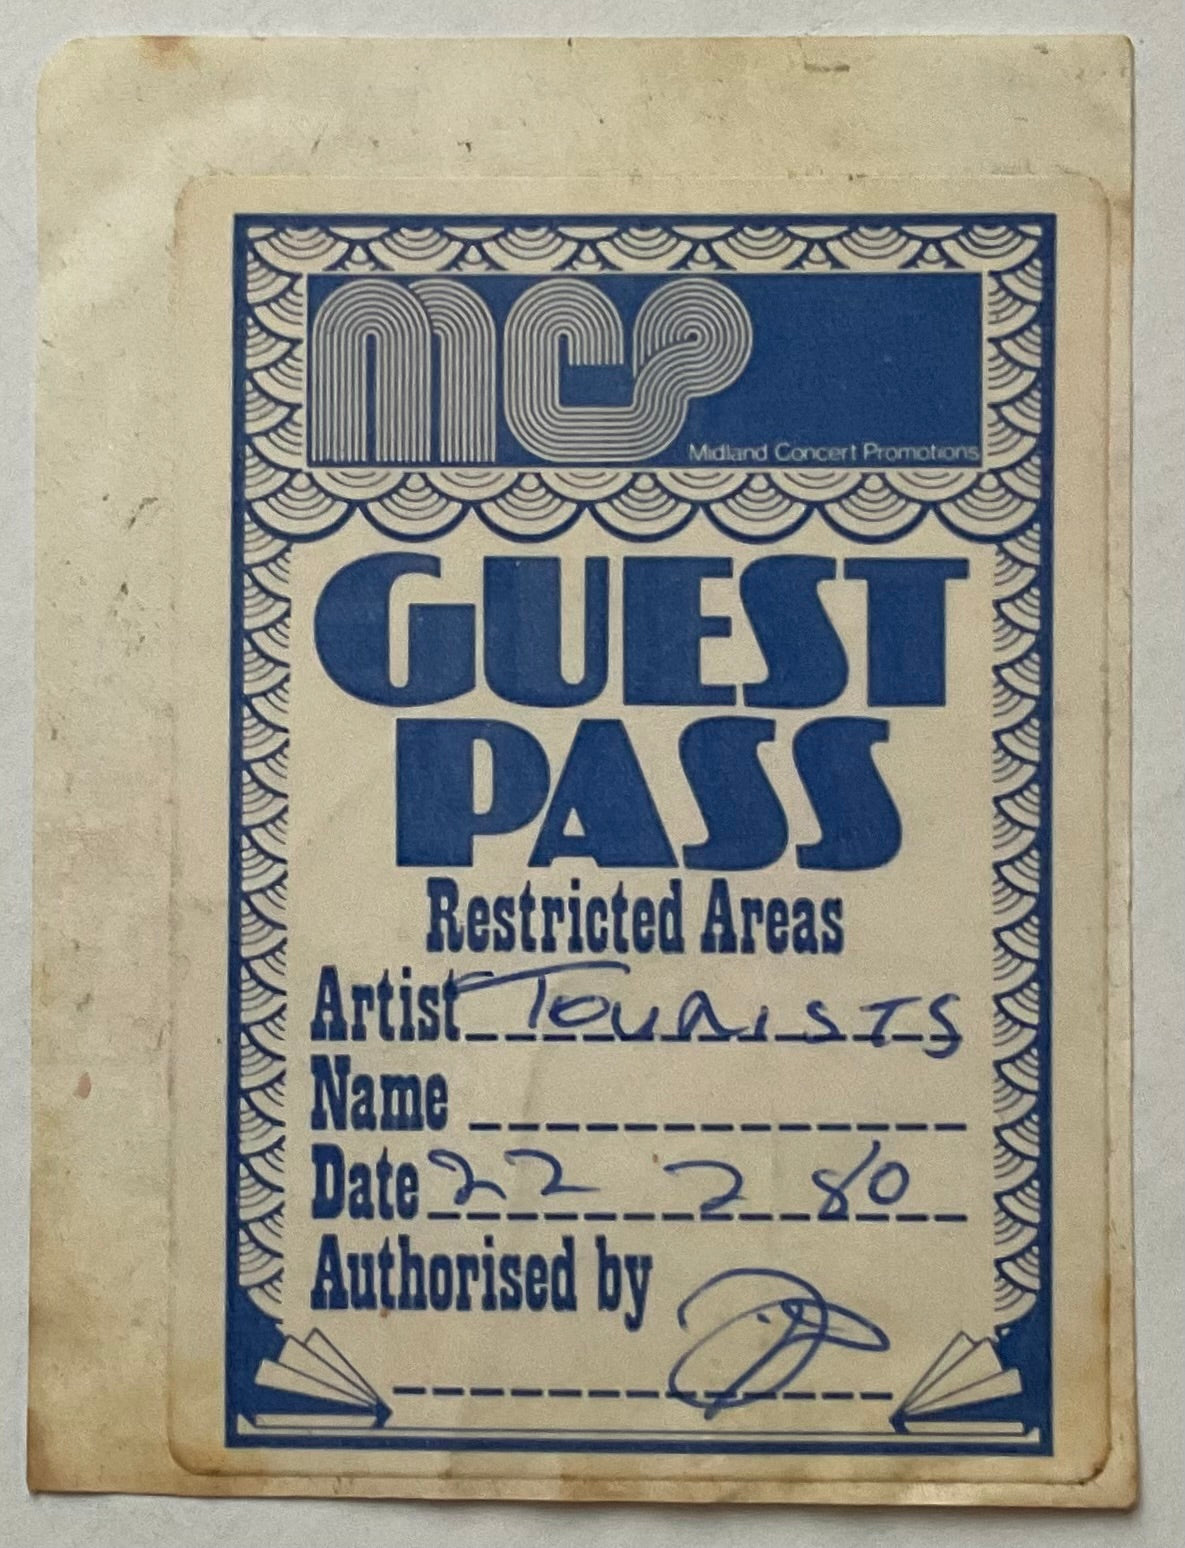 mcp
Midland Concert Promotions
GUEST
PASS
Restricted Areas
Artist TOURISTS
Name
Date 22 2 80
Authorised by